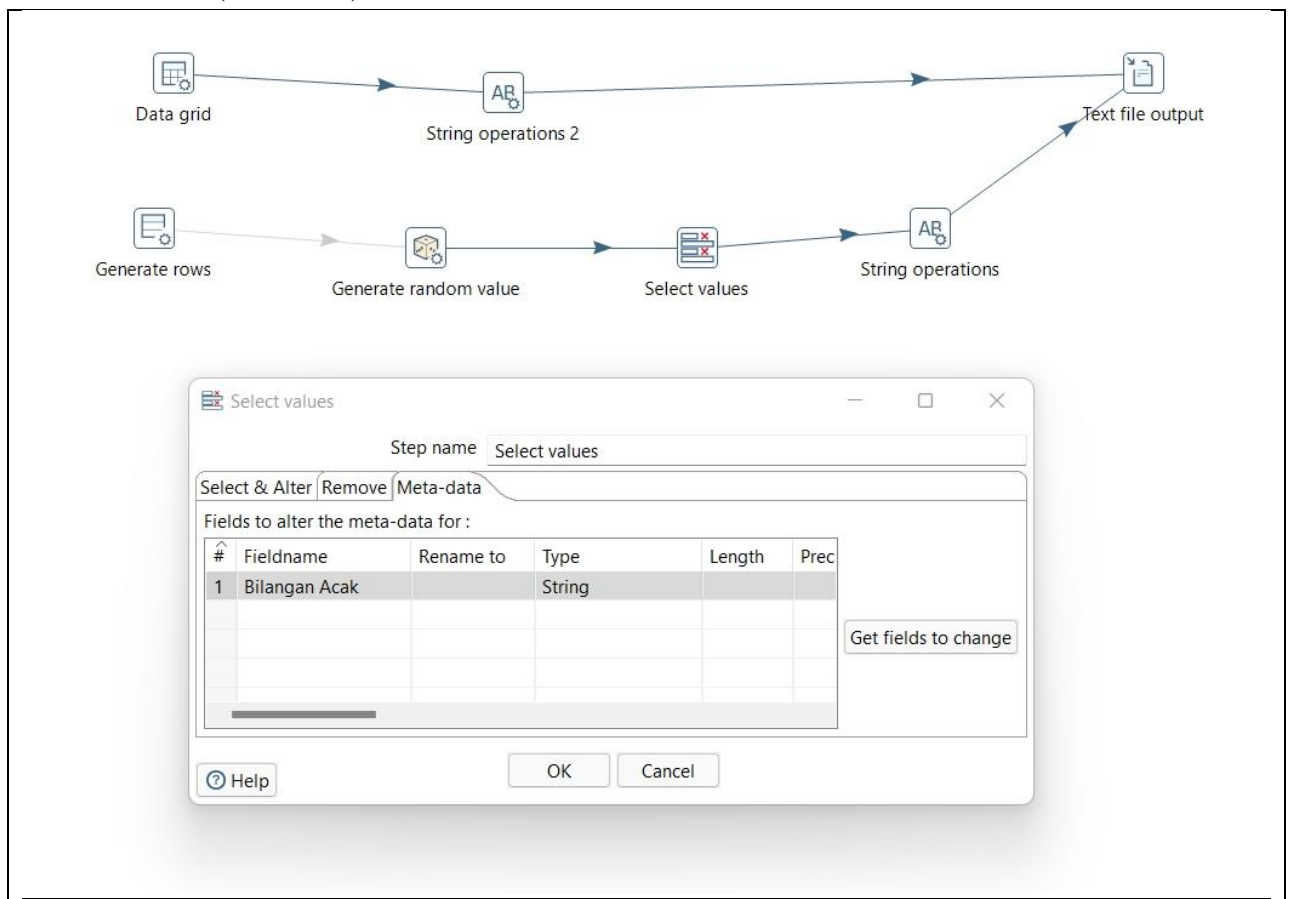 Data grid
String operations 2
Text file output
Generate rows
Generate random value
Select values
String operations
Select values
Step name Select values
Select & Alter Remove Meta-data
Fields to alter the meta-data for :
# Fieldname Rename to Type Length Prec
1 Bilangan Acak String
Get fields to change
Help OK Cancel